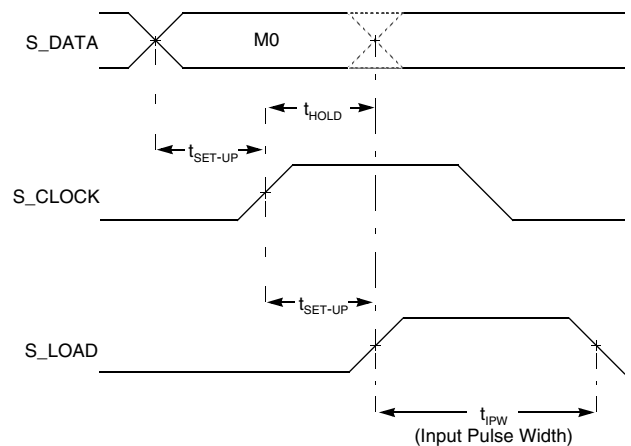 S_DATA
M0
tHOLD
tSET-UP
S_CLOCK
tSET-UP
S_LOAD
tIPW
(Input Pulse Width)